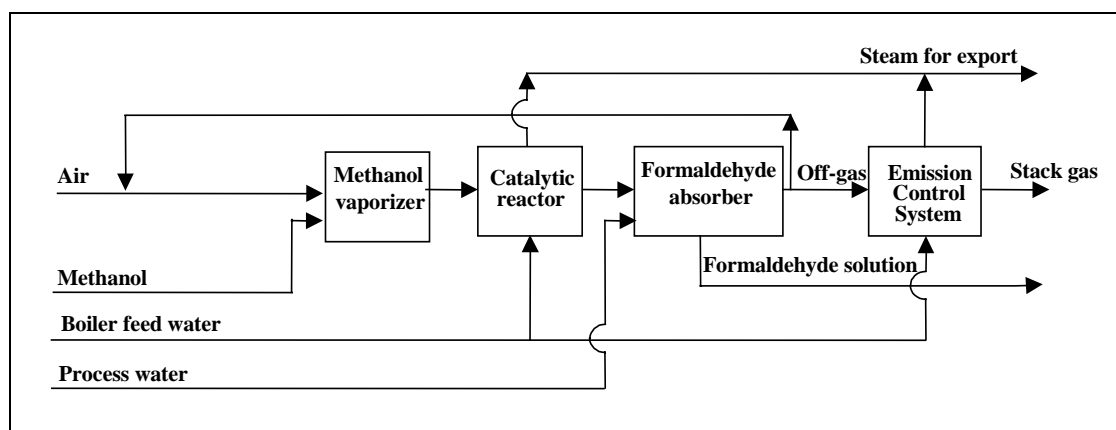 Steam for export
Air
Methanol
vaporizer
Catalytic
reactor
Formaldehyde
absorber
Off-gas
Emission
Control
System
Stack gas
Methanol
Formaldehyde solution
Boiler feed water
Process water